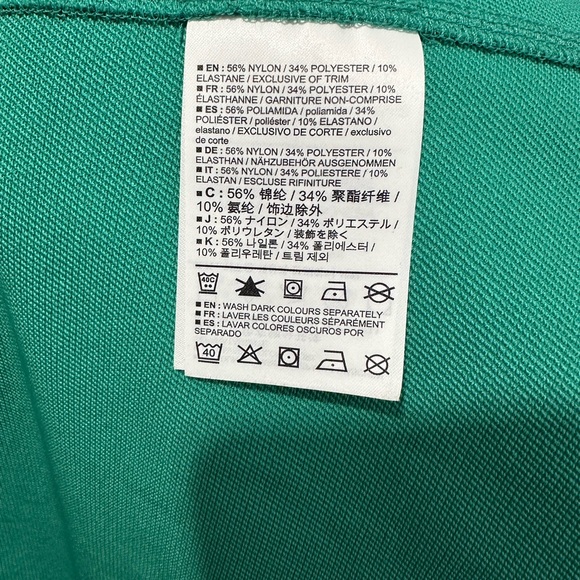 ■ EN : 56% NYLON / 34% POLYESTER / 10%
ELASTANE / EXCLUSIVE OF TRIM
■ FR : 56% NYLON / 34% POLYESTER / 10%
ÉLASTHANNE / GARNITURE NON-COMPRISE
■ ES : 56% POLIAMIDA / poliamida / 34%
POLIÉSTER / poliéster / 10% ELASTANO /
elastano / EXCLUSIVO DE CORTE / exclusivo
de corte
■ DE : 56% NYLON / 34% POLYESTER / 10%
ELASTHAN / NÄHZUBEHÖR AUSGENOMMEN
■ IT : 56% NYLON / 34% POLIESTERE / 10%
ELASTAN / ESCLUSE RIFINITURE
■ C : 56% 锦纶 / 34% 聚酯纤维 /
10% 氨纶 / 饰边除外
■ J : 56% ナイロン / 34% ポリエステル /
10% ポリウレタン / 装飾を除く
■ K : 56% 나일론 / 34% 폴리에스터 /
10% 폴리우레탄 / 트림 제외
40C
■ EN : WASH DARK COLOURS SEPARATELY
■ FR : LAVER LES COULEURS SÉPARÉMENT
■ ES : LAVAR COLORES OSCUROS POR
SEPARADO
40